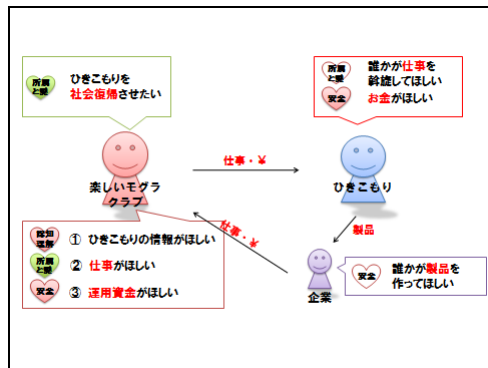 所属
と愛
ひきこもりを
社会復帰させたい
所属
と愛
誰かが仕事を
斡旋してほしい
安全
お金がほしい
仕事・¥
楽しいモグラ
クラブ
ひきこもり
仕事・¥
製品
認知
理解
① ひきこもりの情報がほしい
所属
と愛
② 仕事がほしい
安全
③ 運用資金がほしい
企業
安全
誰かが製品を
作ってほしい